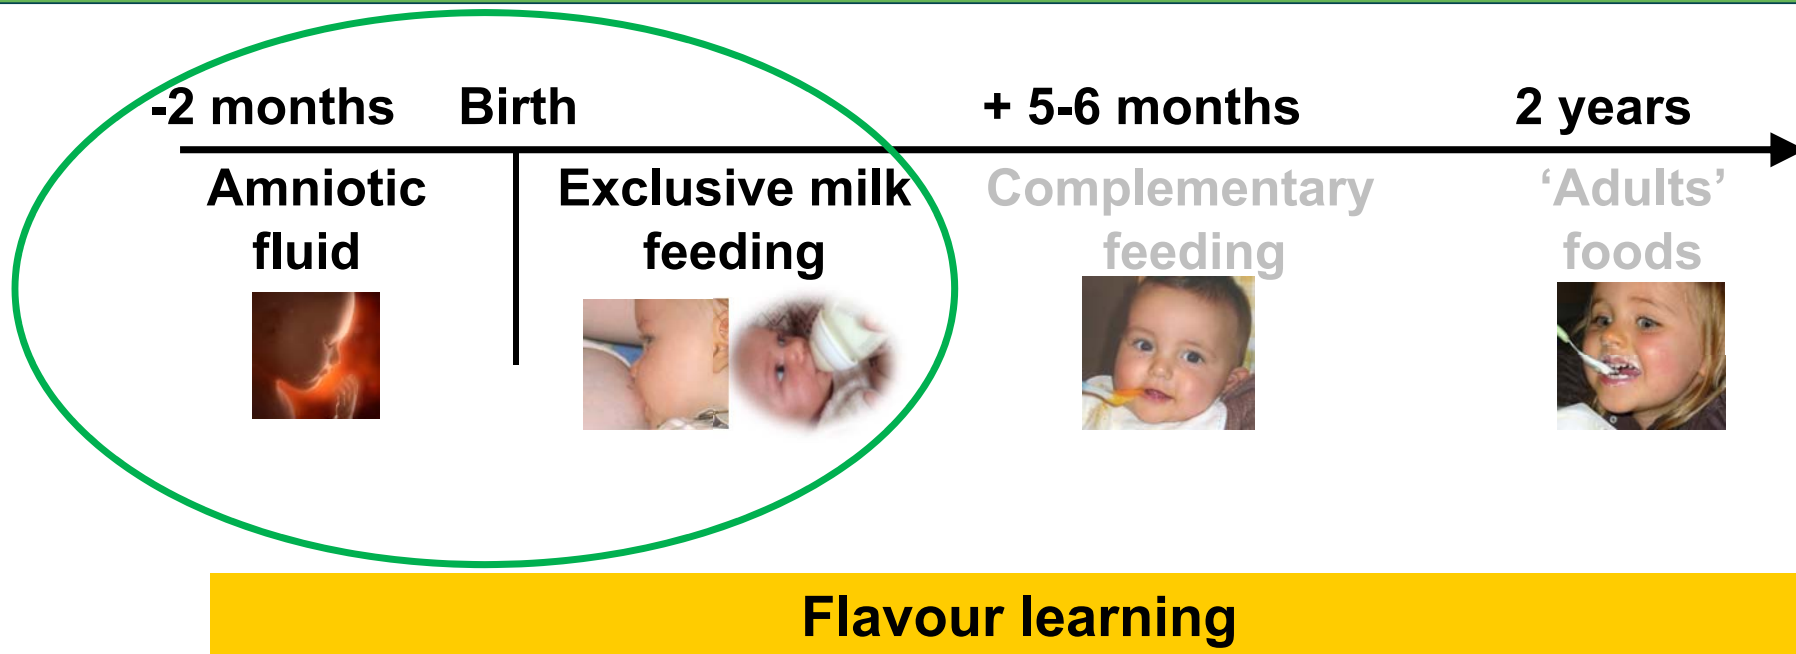 -2 months Birth + 5-6 months 2 years
Amniotic fluid
Exclusive milk feeding
Complementary feeding
‘Adults’ foods
Flavour learning